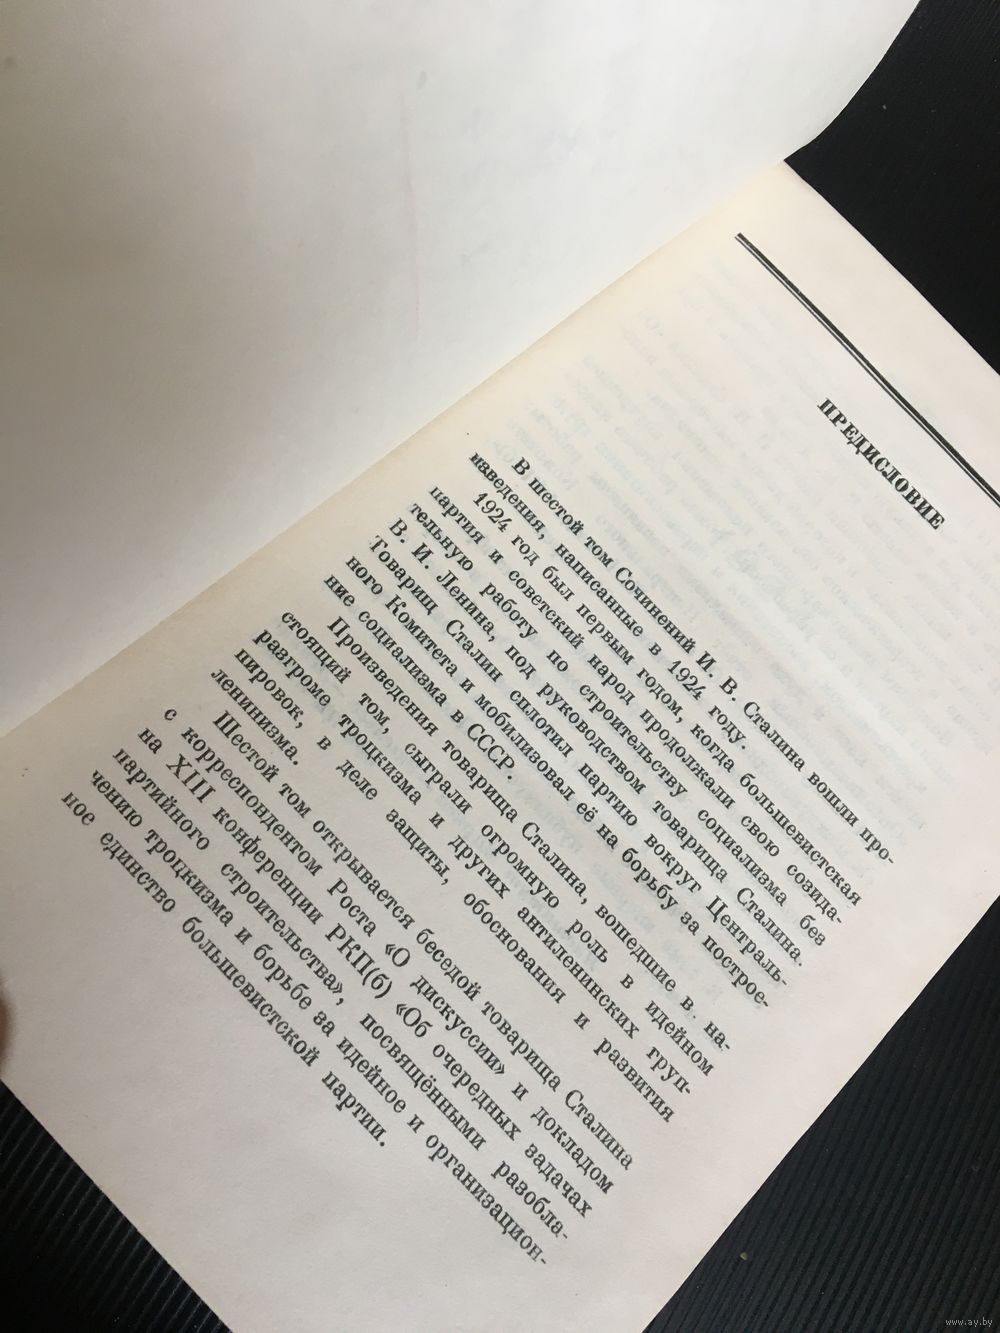 ПРЕДИСЛОВИЕ
В шестой том Сочинений И. В. Сталина вошли про-
изведения, написанные в 1924 году.
1924 год был первым годом, когда большевистская
партия и советский народ продолжали свою созида-
тельную работу по строительству социализма без
В. И. Ленина, под руководством товарища Сталина.
Товарищ Сталин сплотил партию вокруг Централь-
ного Комитета и мобилизовал её на борьбу за построе-
ние социализма в СССР.
Произведения товарища Сталина, вошедшие в на-
стоящий том, сыграли огромную роль в идейном
разгроме троцкизма и других антиленинских груп-
пировок, в деле защиты, обоснования и развития
ленинизма.
Шестой том открывается беседой товарища Сталина
с корреспондентом Роста «О дискуссии» и докладом
на XIII конференции РКП(б) «Об очередных задачах
партийного строительства», посвящёнными разобла-
чению троцкизма и борьбе за идейное и организацион-
ное единство большевистской партии.
www.ay.by